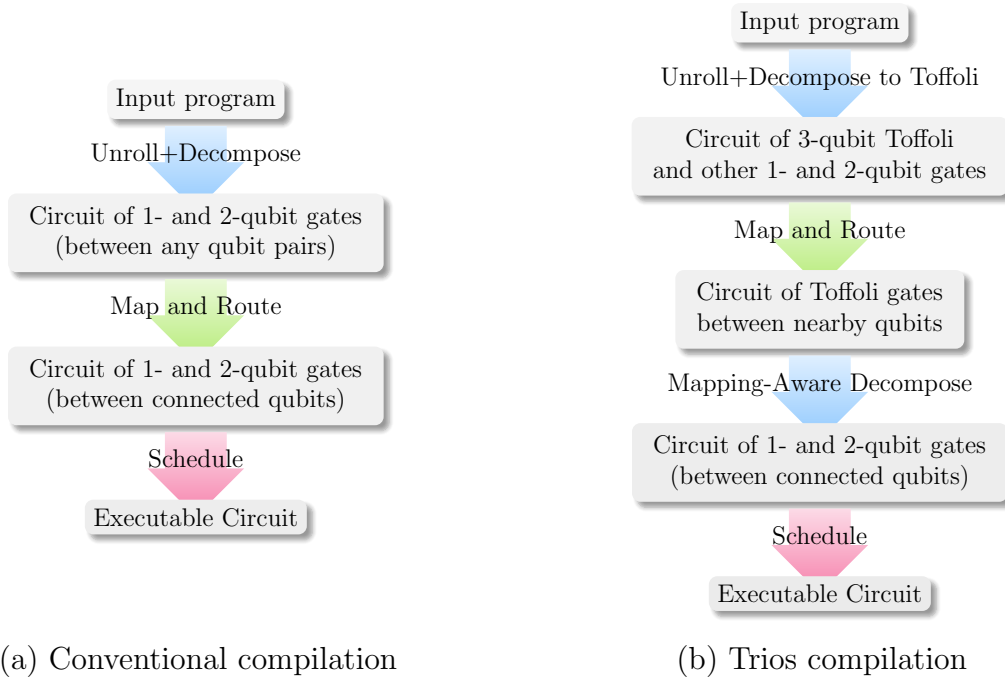 Input program
Unroll+Decompose
Circuit of 1- and 2-qubit gates
(between any qubit pairs)
Map and Route
Circuit of 1- and 2-qubit gates
(between connected qubits)
Schedule
Executable Circuit
(a) Conventional compilation
Input program
Unroll+Decompose to Toffoli
Circuit of 3-qubit Toffoli
and other 1- and 2-qubit gates
Map and Route
Circuit of Toffoli gates
between nearby qubits
Mapping-Aware Decompose
Circuit of 1- and 2-qubit gates
(between connected qubits)
Schedule
Executable Circuit
(b) Trios compilation